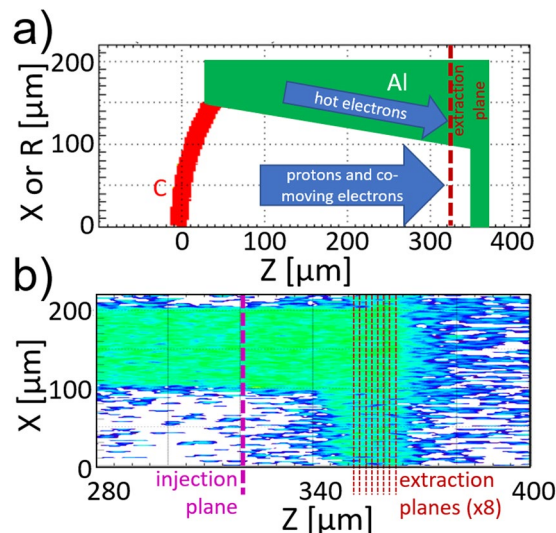 a)
200
100
0
X or R [μm]
C
Al
hot electrons
extraction
plane
protons and co-
moving electrons
0
100
200
300
400
Z [μm]
b)
200
100
0
X [μm]
280
340
400
injection
plane
Z [μm]
extraction
planes (x8)